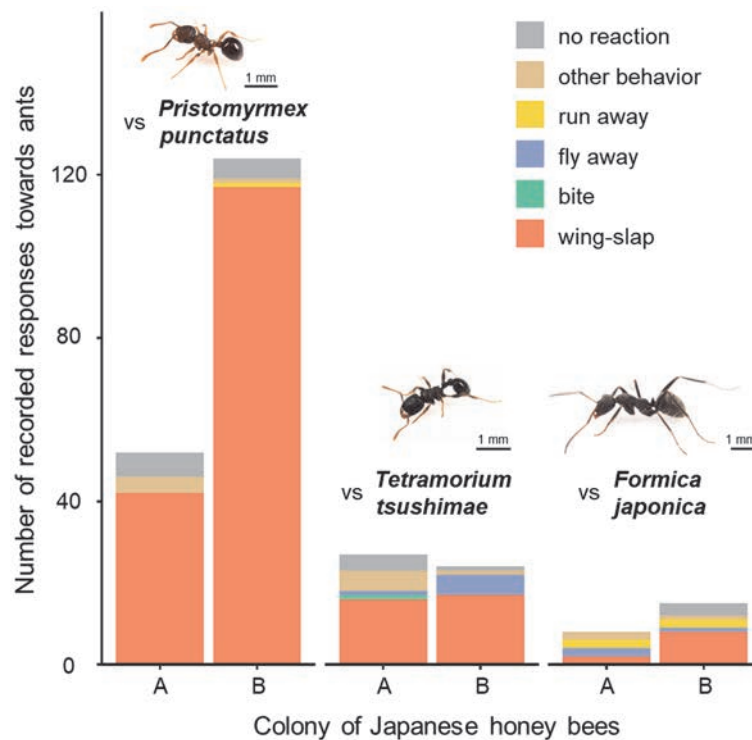 no reaction
other behavior
run away
fly away
bite
wing-slap
1 mm
vs Pristomyrmex
punctatus
1 mm
vs Tetramorium
tsushimae
1 mm
vs Formica
japonica
Number of recorded responses towards ants
120
80
40
0
A B A B A B
Colony of Japanese honey bees